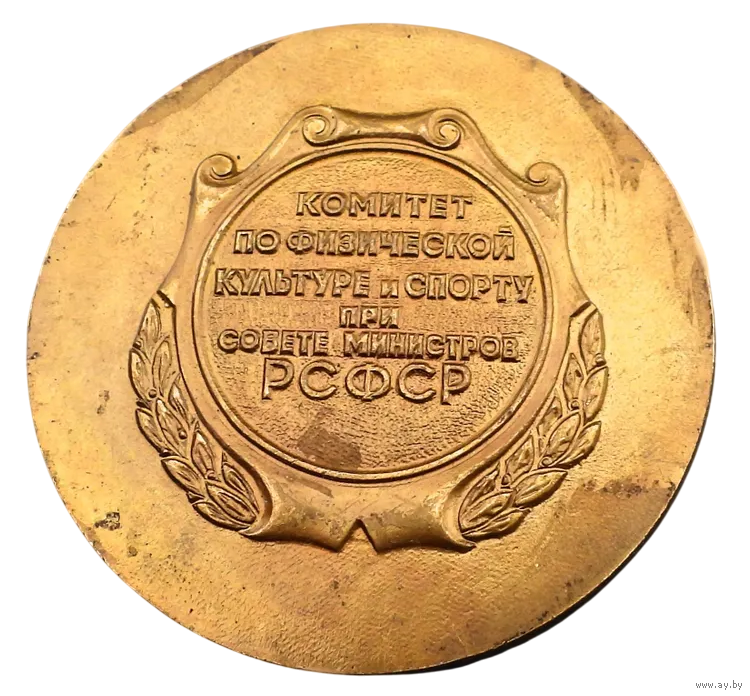 КОМИТЕТ
ПО ФИЗИЧЕСКОЙ
КУЛЬТУРЕ и СПОРТУ
ПРИ
СОВЕТЕ МИНИСТРОВ
РСФСР
www.ay.by